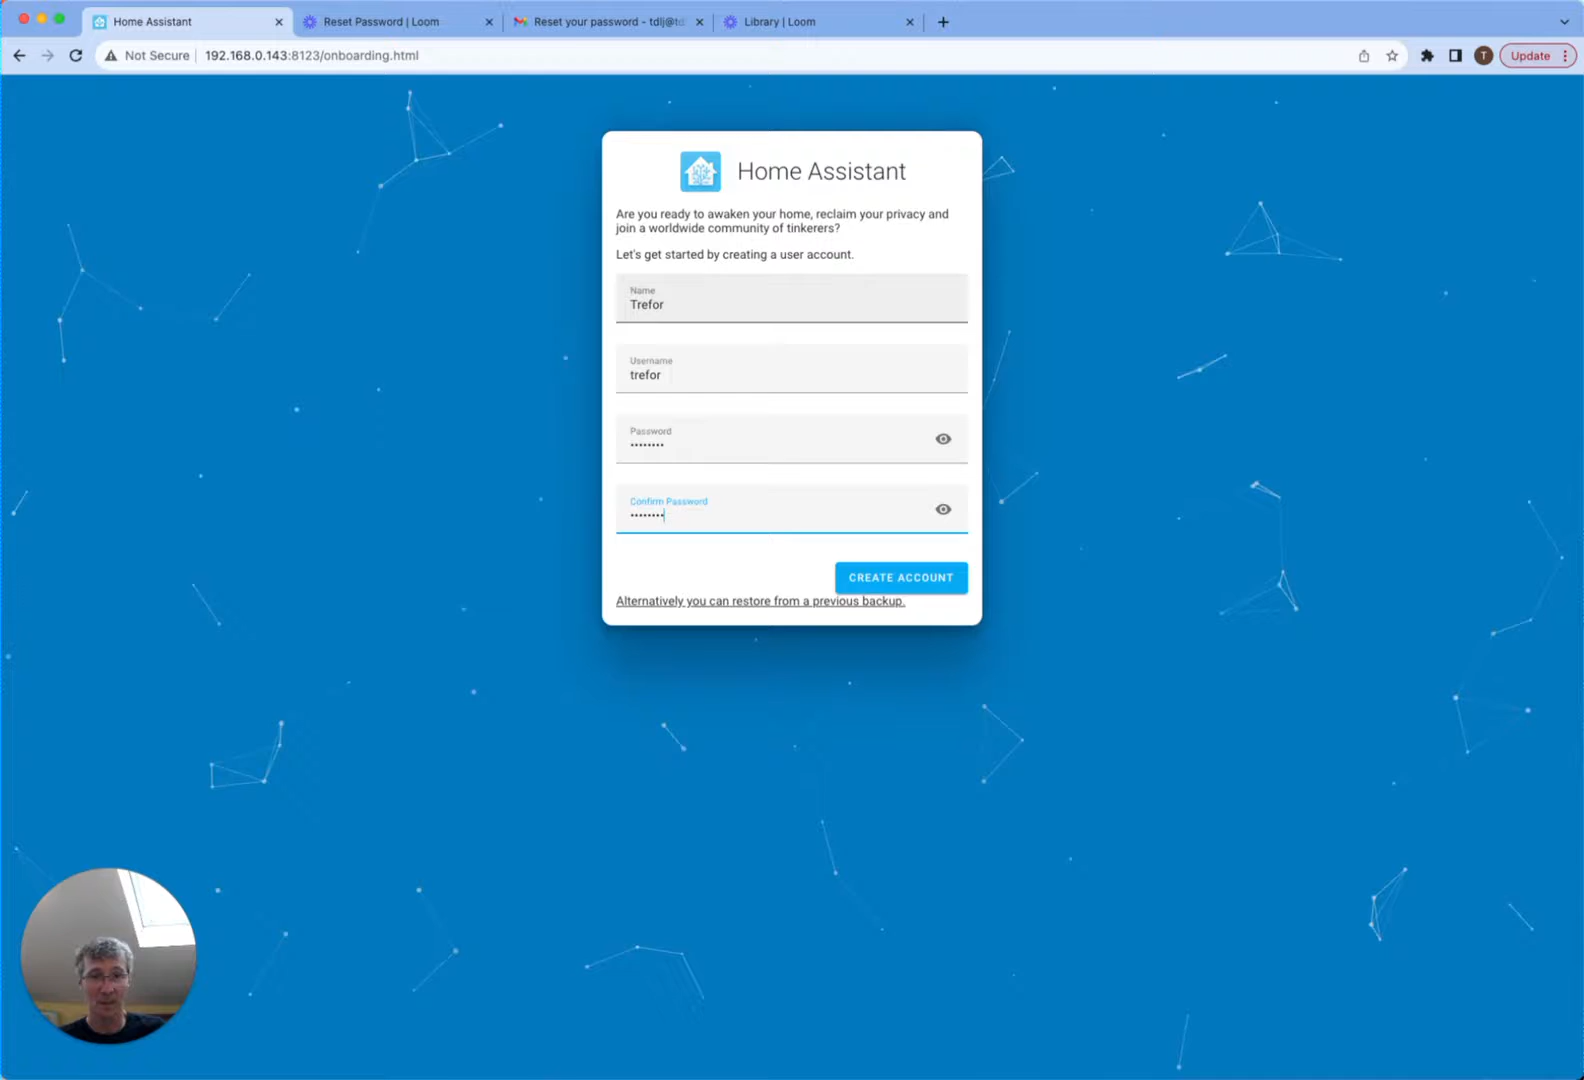 Home Assistant
Reset Password | Loom
Reset your password - tdlj@td
Library | Loom
Not Secure
192.168.0.143:8123/onboarding.html
T
Update
Home Assistant
Are you ready to awaken your home, reclaim your privacy and
join a worldwide community of tinkerers?
Let's get started by creating a user account.
Name
Trefor
Username
trefor
Password
••••••••
Confirm Password
••••••••
CREATE ACCOUNT
Alternatively you can restore from a previous backup.